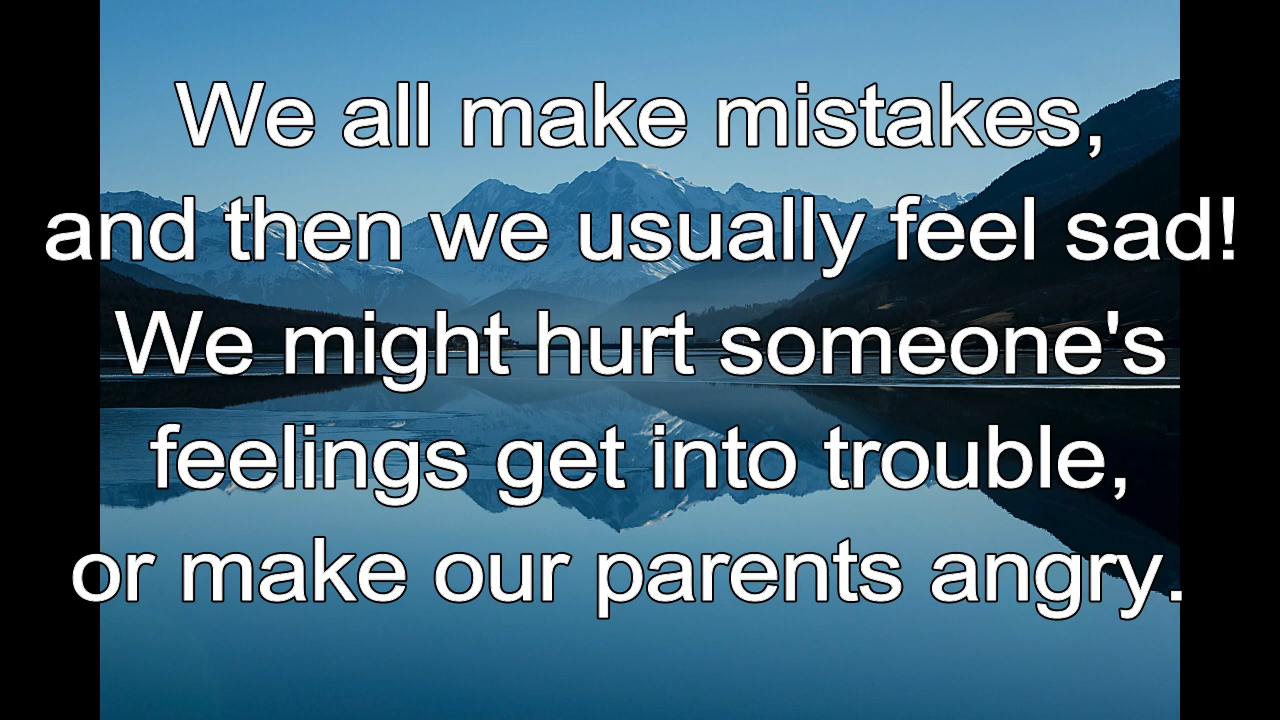 We all make mistakes,
and then we usually feel sad!
We might hurt someone's
feelings get into trouble,
or make our parents angry.